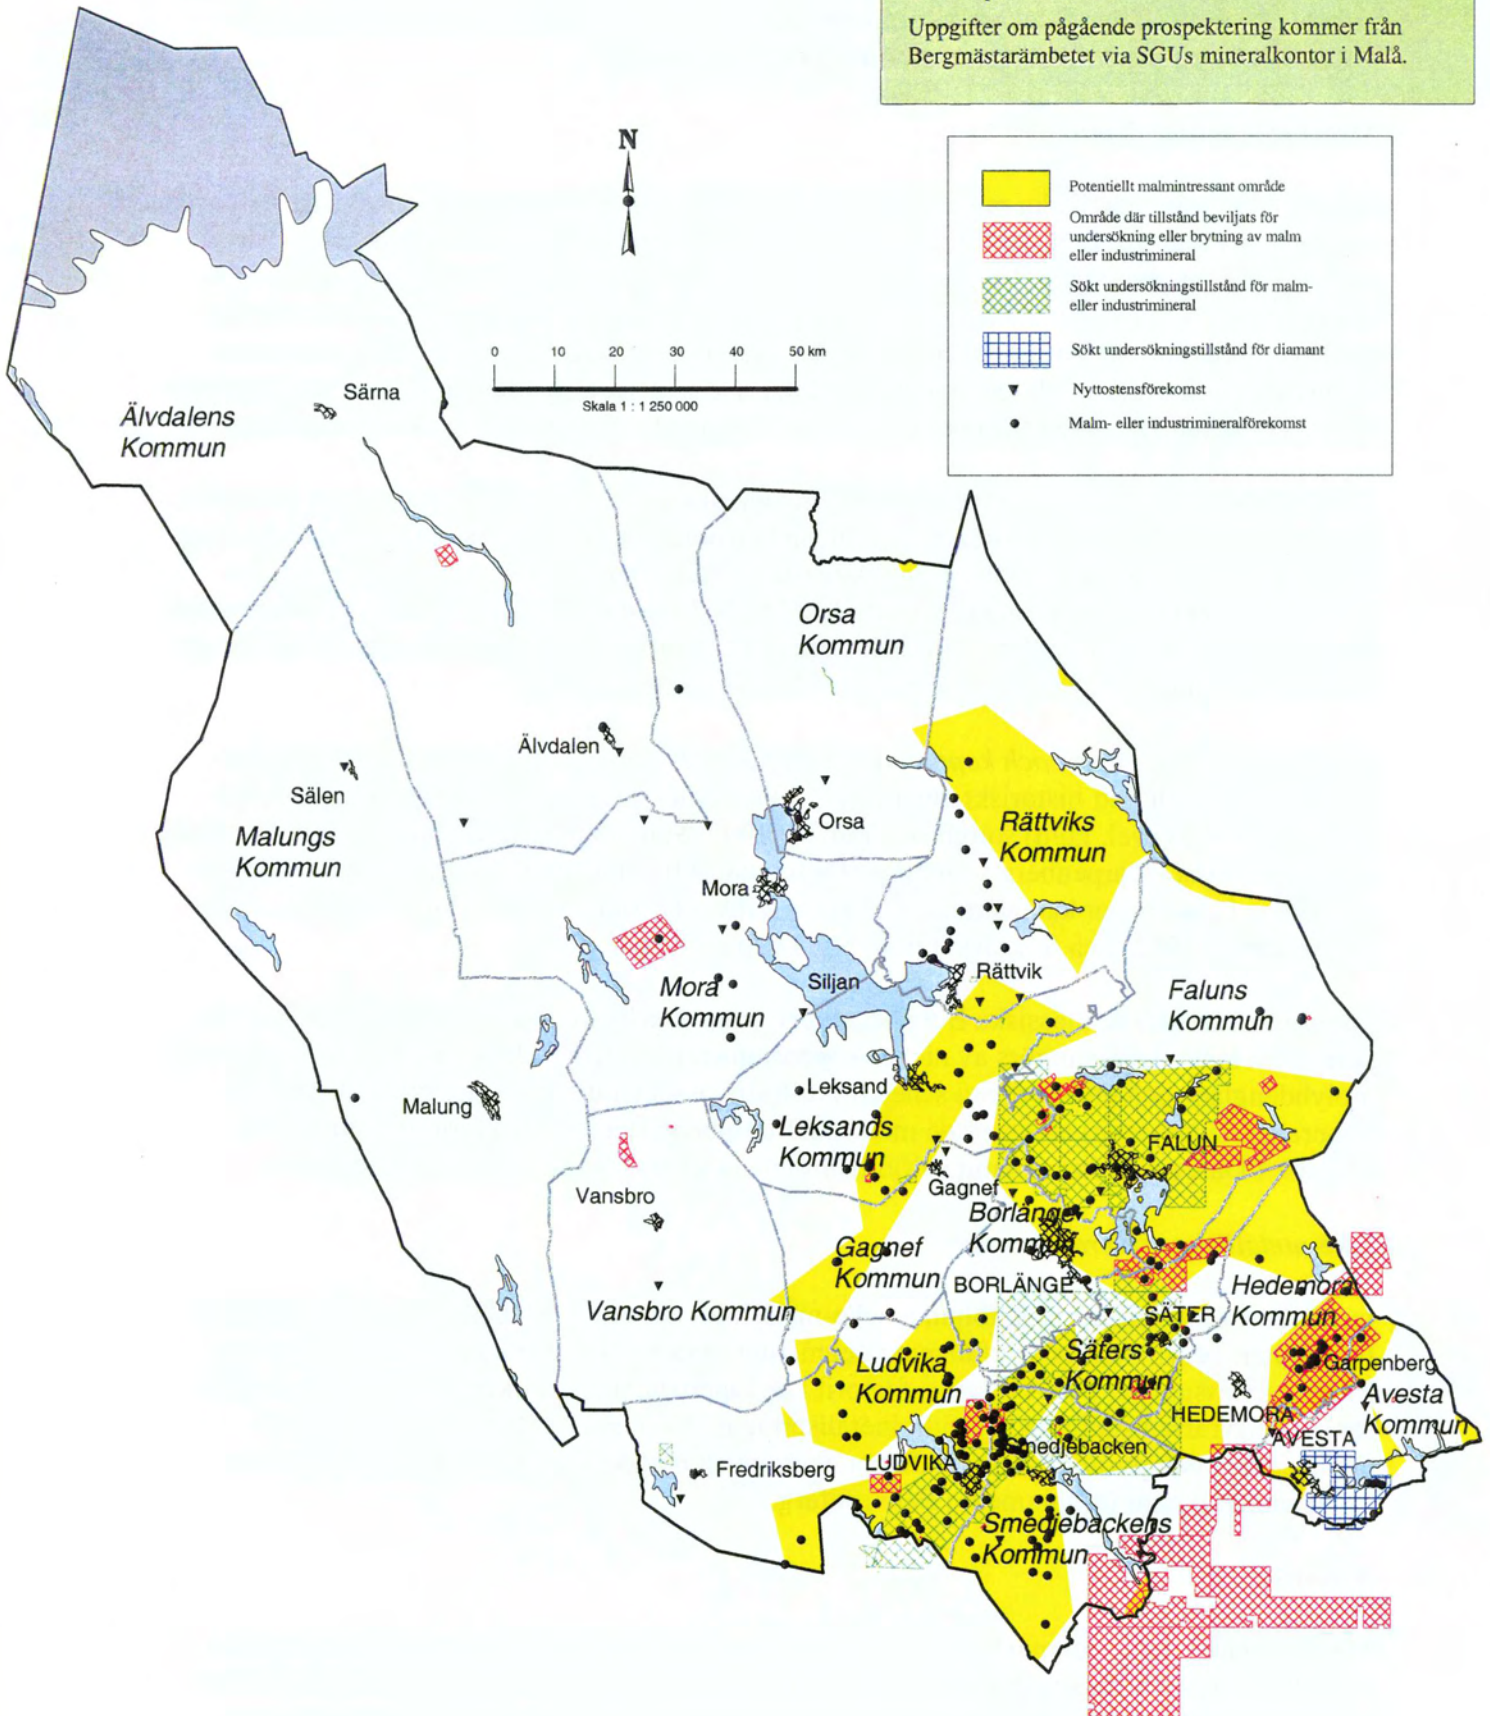 Uppgifter om pågående prospektering kommer från
Bergmästarämbetet via SGUs mineralkontor i Malå.
N
Potentiellt malmintressant område
Område där tillstånd beviljats för
undersökning eller brytning av malm
eller industrimineral
Sökt undersökningstillstånd för malm-
eller industrimineral
Sökt undersökningstillstånd för diamant
Nyttostensförekomst
Malm- eller industrimineralförekomst
0 10 20 30 40 50 km
Skala 1 : 1 250 000
Särna
Älvdalens
Kommun
Orsa
Kommun
Älvdalen
Sälen
Orsa
Malungs
Kommun
Rättviks
Kommun
Mora
Siljan
Rättvik
Mora
Kommun
Faluns
Kommun
Leksand
Malung
Leksands
Kommun
FALUN
Vansbro
Gagnef
Borlänge
Kommun
Gagnef
Kommun
BORLÄNGE
Hedemora
Kommun
Vansbro Kommun
SÄTER
Säters
Kommun
Ludvika
Kommun
Garpenberg
Avesta
Kommun
HEDEMORA
AVESTA
Smedjebacken
LUDVIKA
Fredriksberg
Smedjebackens
Kommun